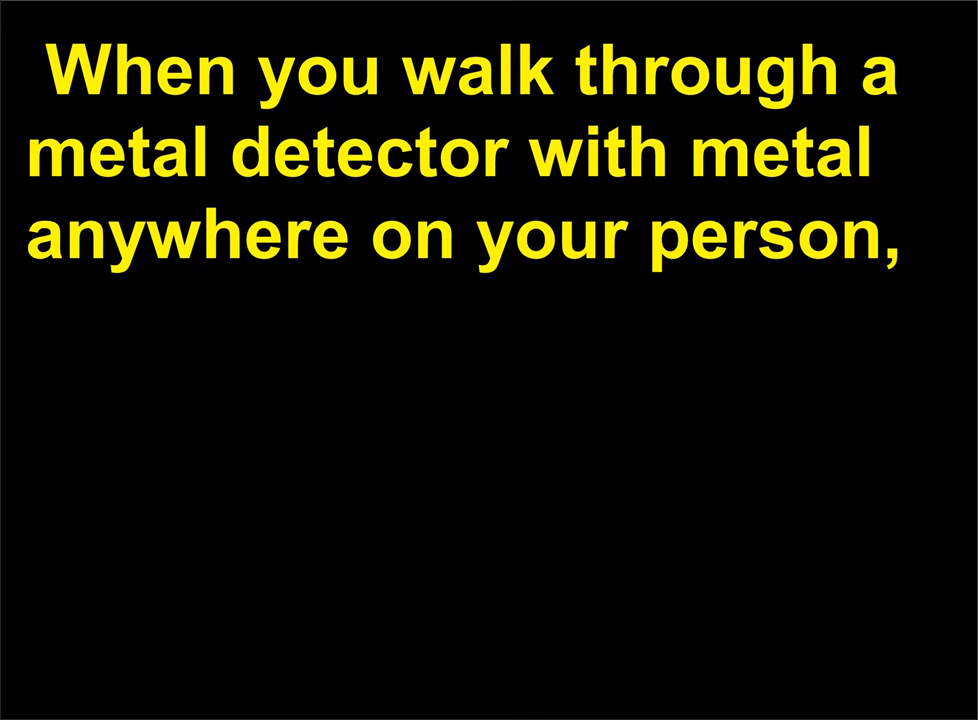 When you walk through a
metal detector with metal
anywhere on your person,